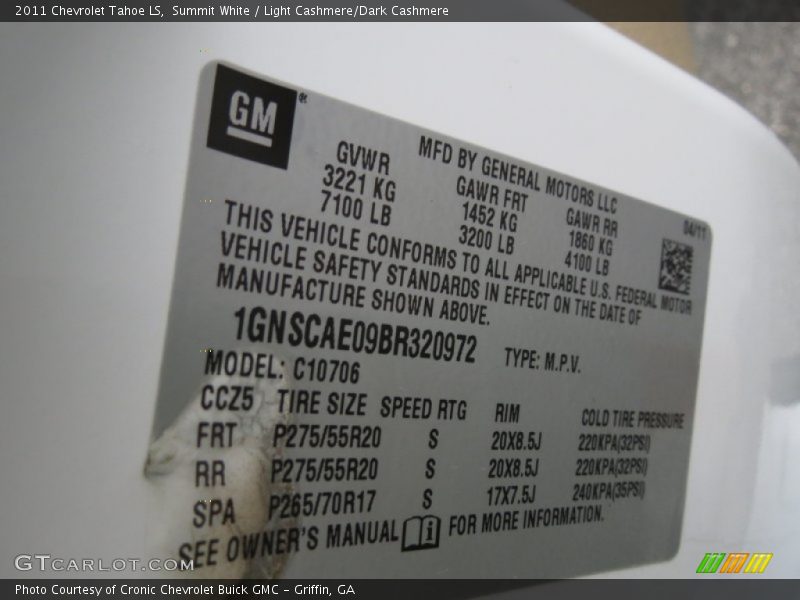 2011 Chevrolet Tahoe LS,  Summit White / Light Cashmere/Dark Cashmere
GM®
MFD BY GENERAL MOTORS LLC
04/11
GVWR GAWR FRT GAWR RR
3221 KG 1452 KG 1860 KG
7100 LB 3200 LB 4100 LB
THIS VEHICLE CONFORMS TO ALL APPLICABLE U.S. FEDERAL MOTOR
VEHICLE SAFETY STANDARDS IN EFFECT ON THE DATE OF
MANUFACTURE SHOWN ABOVE.
1GNSCAE09BR320972 TYPE: M.P.V.
MODEL: C10706
CCZ5 TIRE SIZE SPEED RTG RIM COLD TIRE PRESSURE
FRT P275/55R20 S 20X8.5J 220KPA(32PSI)
RR P275/55R20 S 20X8.5J 220KPA(32PSI)
SPA P265/70R17 S 17X7.5J 240KPA(35PSI)
SEE OWNER'S MANUAL i FOR MORE INFORMATION.
GTCARLOT.COM
Photo Courtesy of Cronic Chevrolet Buick GMC – Griffin, GA